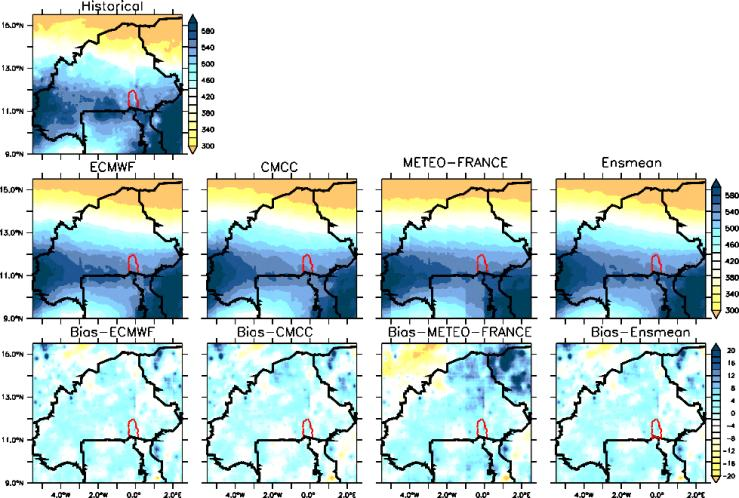 Historical
15.0°N
13.0°N
11.0°N
9.0°N
580
540
500
460
420
380
340
300
ECMWF
CMCC
METEO-FRANCE
Ensmean
15.0°N
13.0°N
11.0°N
9.0°N
580
540
500
460
420
380
340
300
Bias-ECMWF
Bias-CMCC
Bias-METEO-FRANCE
Bias-Ensmean
15.0°N
13.0°N
11.0°N
9.0°N
20
16
12
8
4
0
-4
-8
-12
-16
-20
4.0°W 2.0°W 0.0° 2.0°E 4.0°W 2.0°W 0.0° 2.0°E 4.0°W 2.0°W 0.0° 2.0°E 4.0°W 2.0°W 0.0° 2.0°E